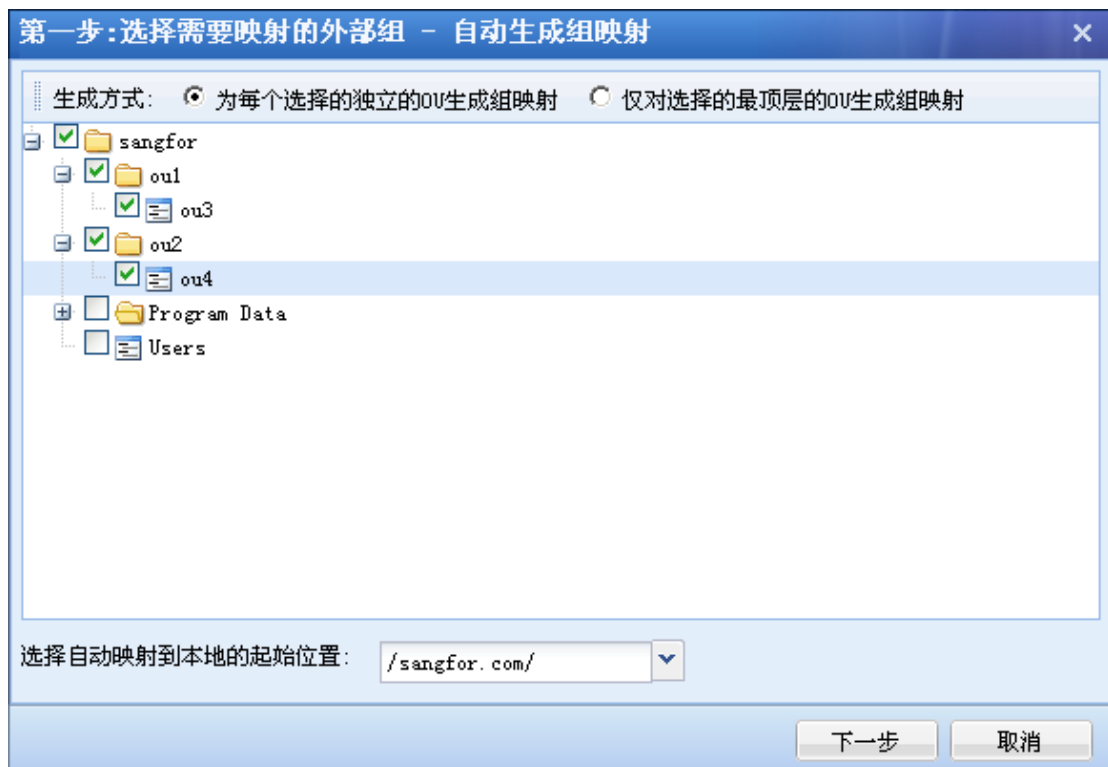 第一步:选择需要映射的外部组 - 自动生成组映射
生成方式: 为每个选择的独立的OU生成组映射 仅对选择的最顶层的OU生成组映射
sangfor
ou1
ou3
ou2
ou4
Program Data
Users
选择自动映射到本地的起始位置: /sangfor.com/
下一步 取消